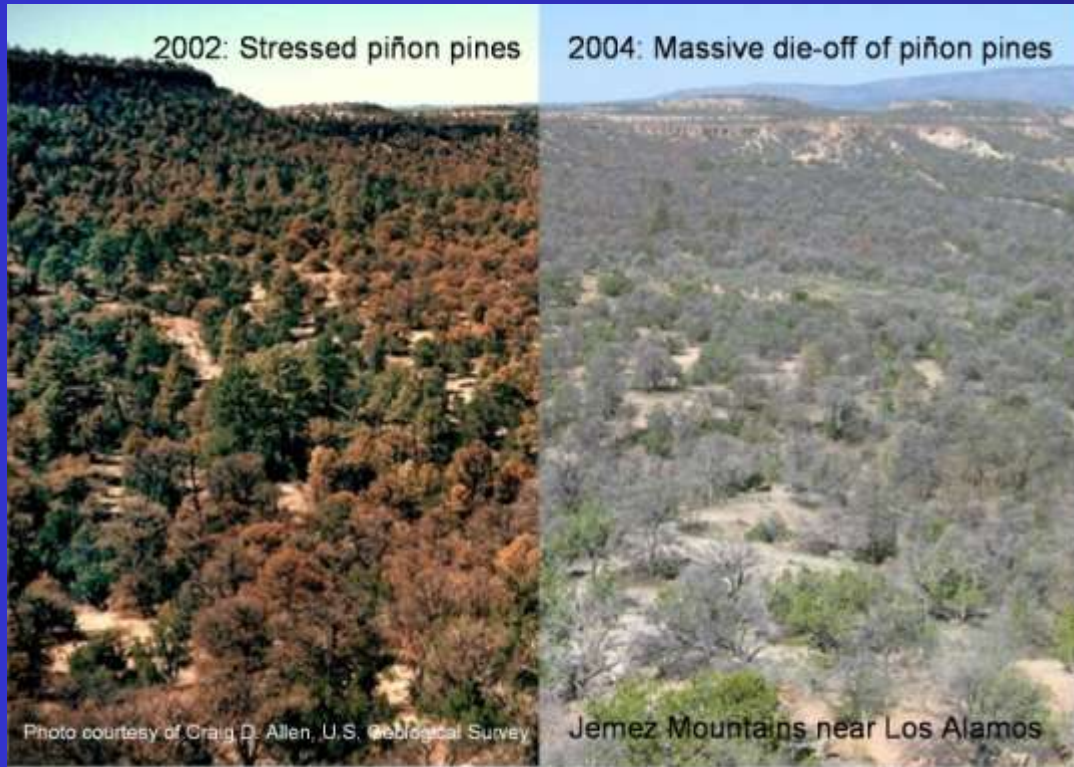 2002: Stressed piñon pines
2004: Massive die-off of piñon pines
Photo courtesy of Craig D. Allen, U.S. Geological Survey
Jemez Mountains near Los Alamos